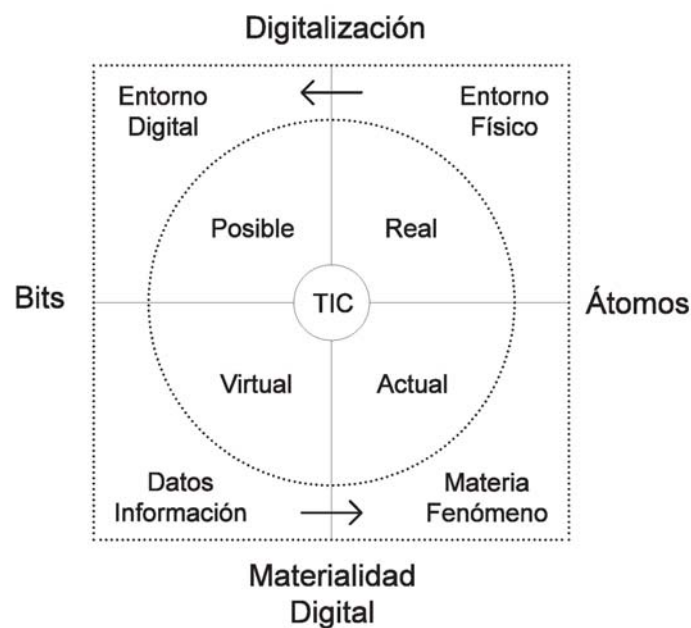 Digitalización
Entorno
Digital
Entorno
Físico
Posible
Real
Bits
TIC
Átomos
Virtual
Actual
Datos
Información
Materia
Fenómeno
Materialidad
Digital